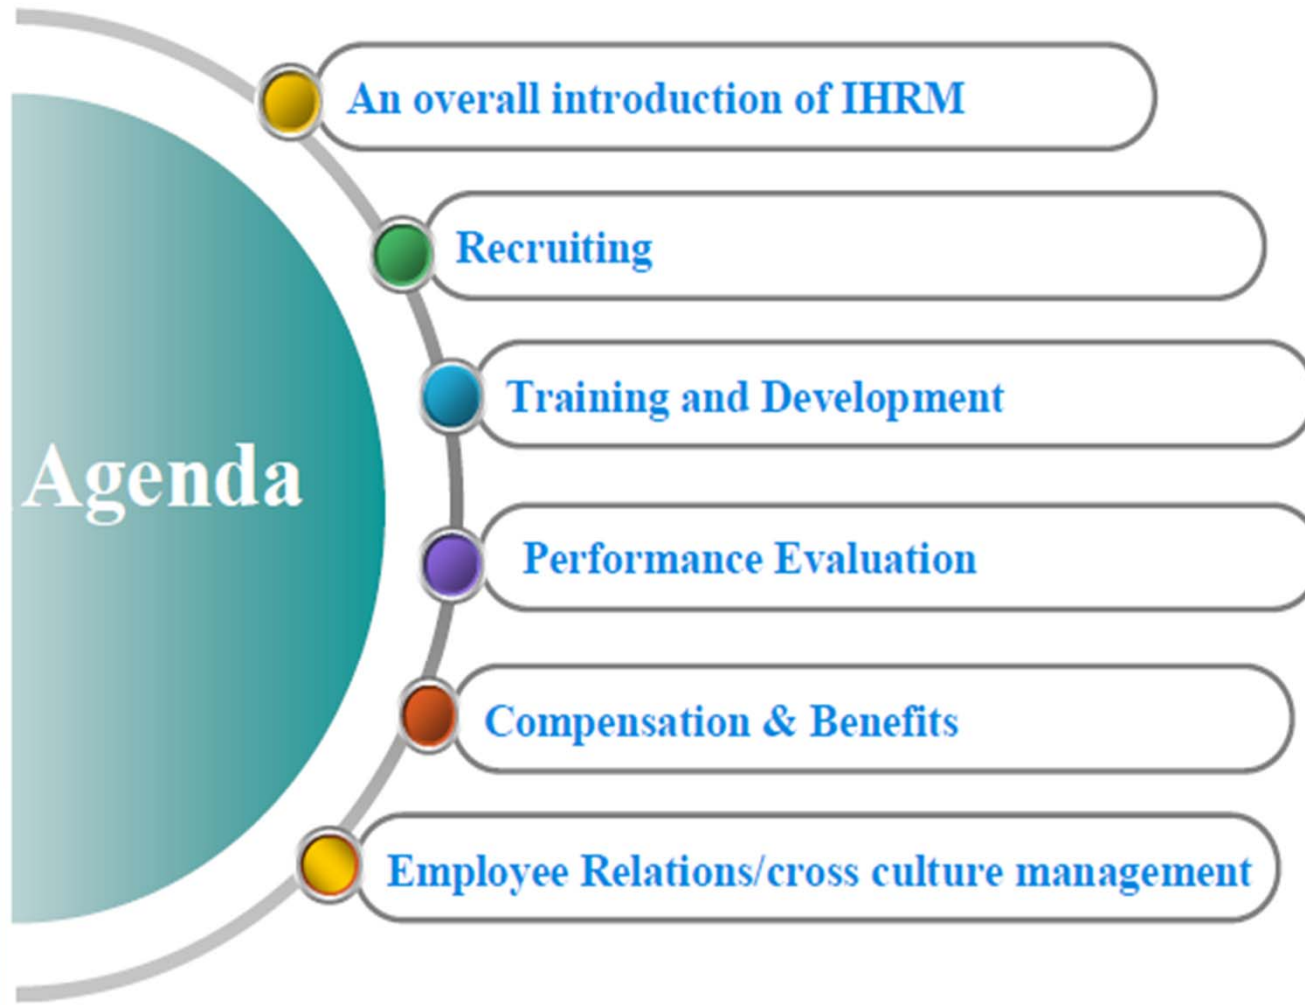 Agenda
An overall introduction of IHRM
Recruiting
Training and Development
Performance Evaluation
Compensation & Benefits
Employee Relations/cross culture management